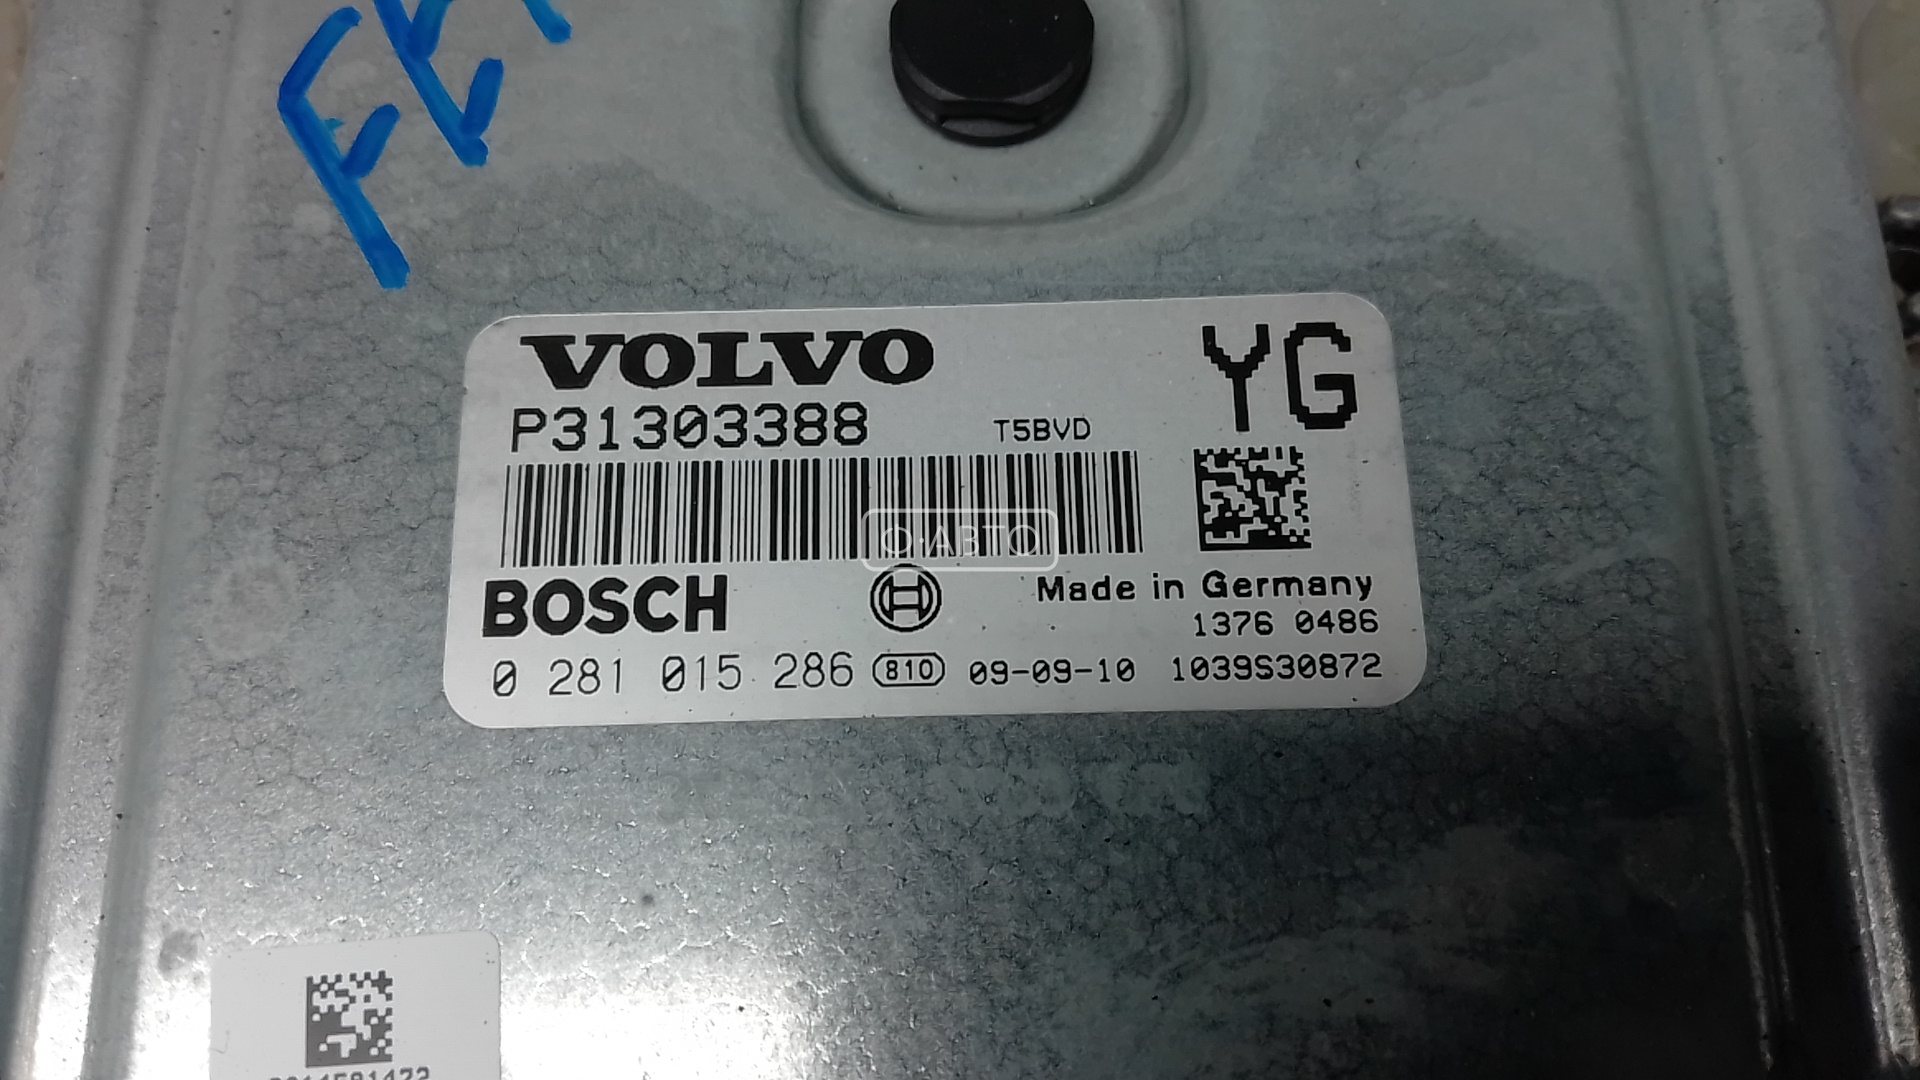 VOLVO
YG
P31303388 T5BVD
О·АВТО
BOSCH Made in Germany
1376 0486
0 281 015 286 810 09-09-10 1039S30872